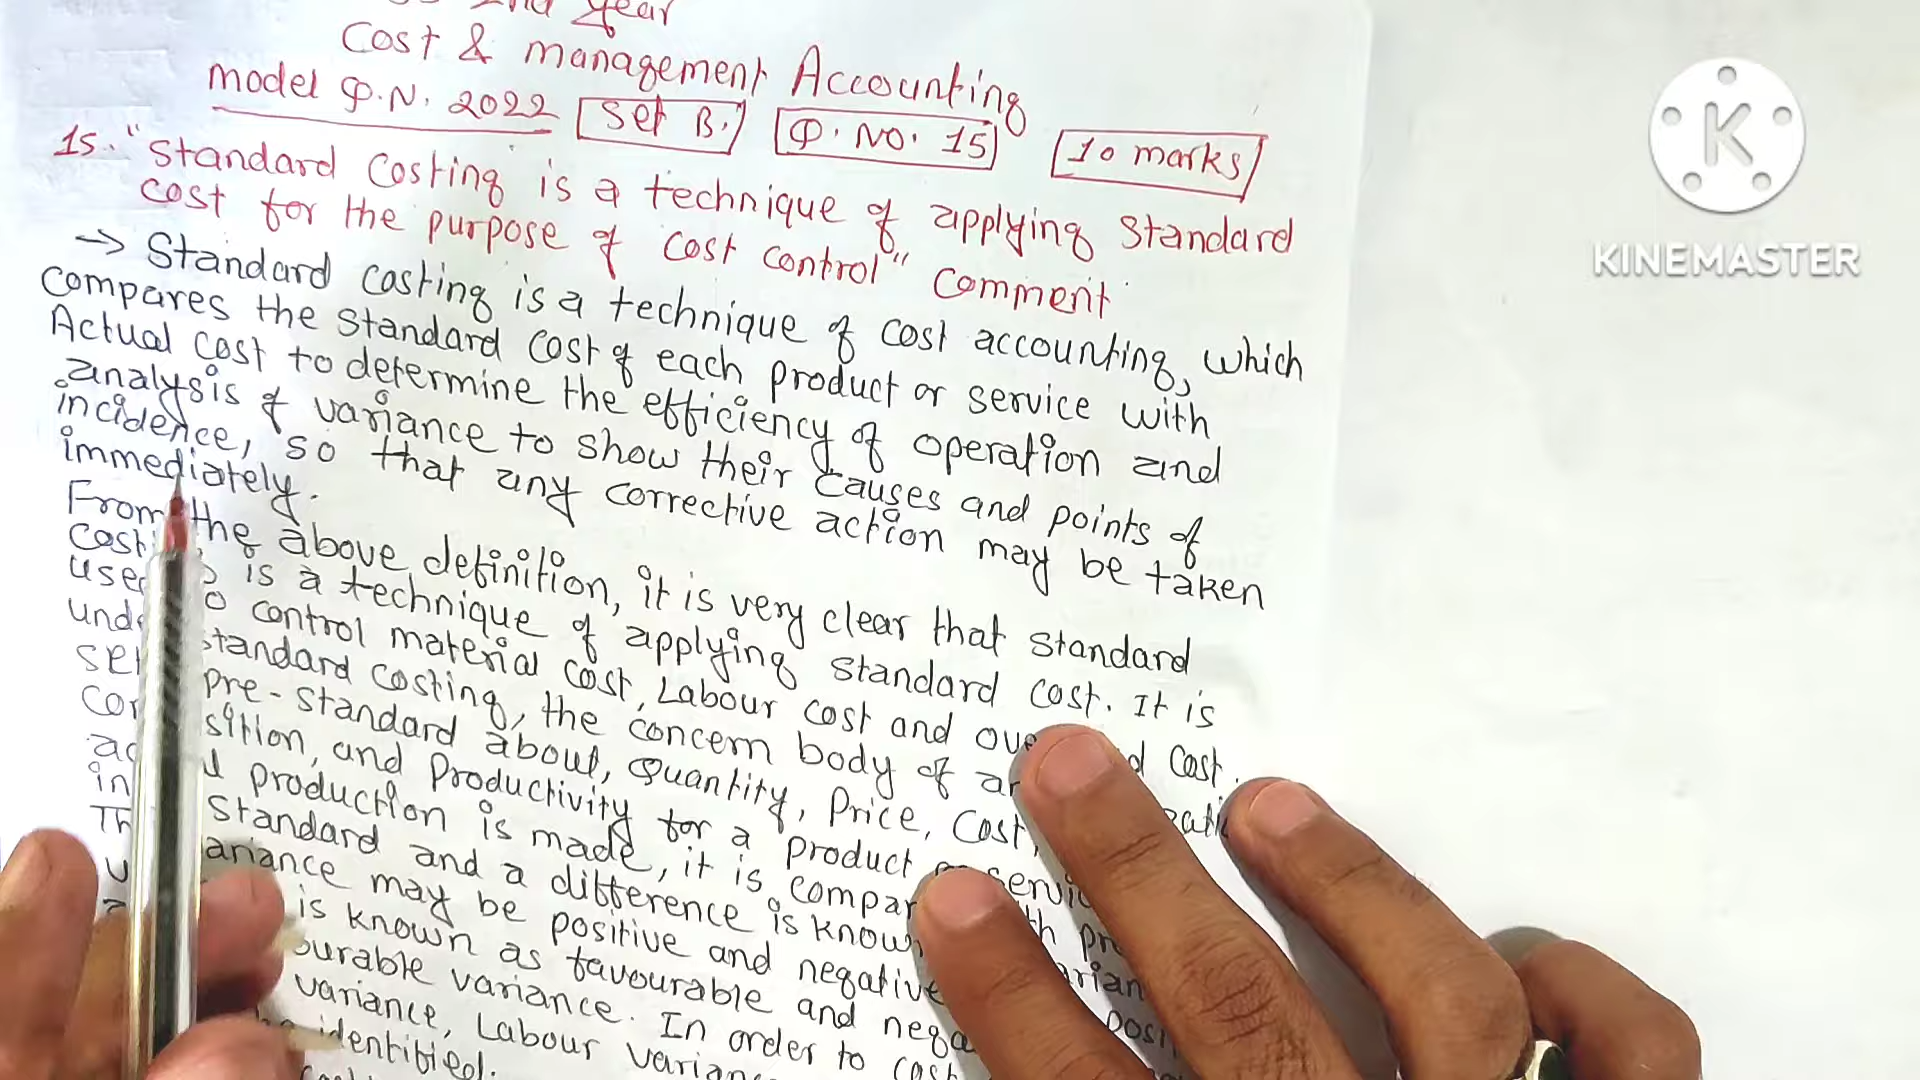 2nd year
Cost & management Accounting
model Q.N. 2022 Set B. Q. NO. 15 10 marks
15. "Standard Costing is a technique of applying Standard
cost for the purpose of cost control" Comment
→ Standard costing is a technique of cost accounting, which
compares the standard cost of each product or service with
Actual cost to determine the efficiency of operation and
analysis of variance to show their causes and points of
incidence, so that any corrective action may be taken
immediately.
From the above definition, it is very clear that standard
is a technique of applying standard cost. It is
control material cost, Labour cost and cost.
standard costing, the concern body of
pre-standard about, Quantity, Price, Cost,
and Productivity for a product
production is made, it is
standard and a difference is
may be positive and negative
is known as favourable and
variance. In order to
variance, Labour
identified.
KINEMASTER